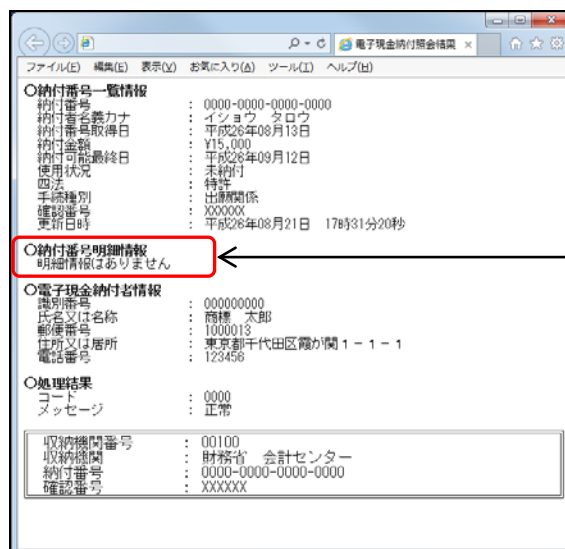 電子現金納付照会結果
ファイル(F) 編集(E) 表示(V) お気に入り(A) ツール(T) ヘルプ(H)
○納付番号一覧情報
納付番号 : 0000-0000-0000-0000
納付者名義カナ : イショウ タロウ
納付番号取得日 : 平成26年08月13日
納付金額 : ¥15,000
納付可能最終日 : 平成26年09月12日
使用状況 : 未納付
四法 : 特許
手続種別 : 出願関係
確認番号 : XXXXXX
更新日時 : 平成26年08月21日 17時31分20秒
○納付番号明細情報
明細情報はありません
○電子現金納付者情報
識別番号 : 000000000
氏名又は名称 : 商標 太郎
郵便番号 : 1000013
住所又は居所 : 東京都千代田区霞が関1-1-1
電話番号 : 123456
○処理結果
コード : 0000
メッセージ : 正常
収納機関番号 : 00100
収納機関 : 財務省 会計センター
納付番号 : 0000-0000-0000-0000
確認番号 : XXXXXX